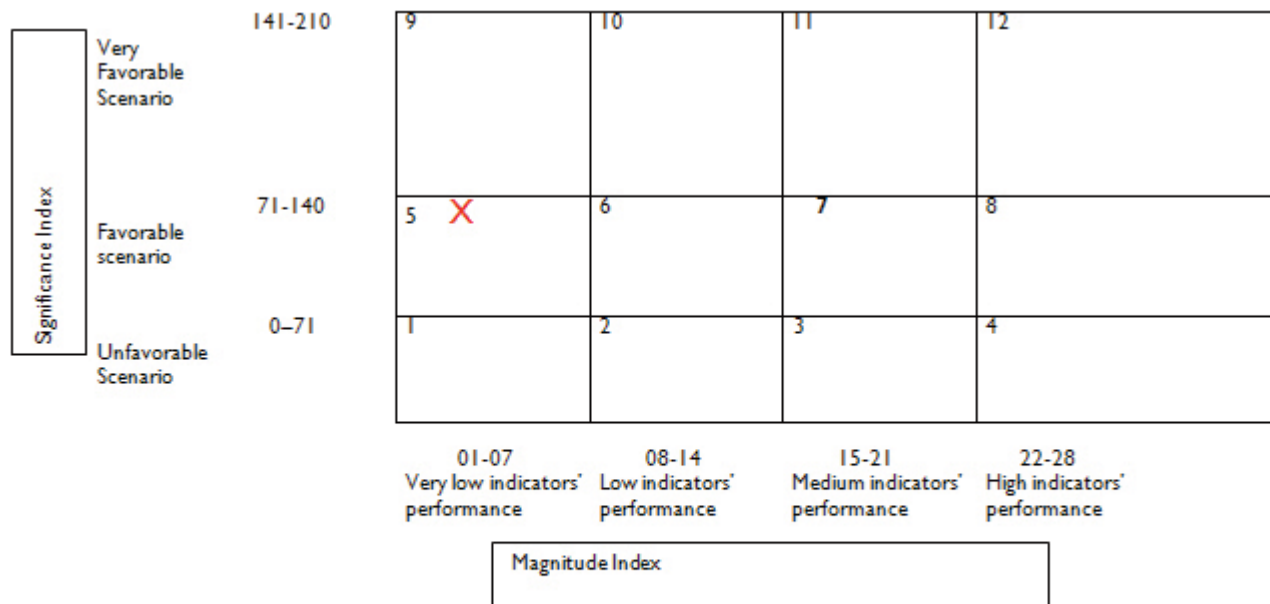 141-210
9
10
11
12
Very
Favorable
Scenario
Significance Index
71-140
5
X
6
7
8
Favorable
scenario
0–71
1
2
3
4
Unfavorable
Scenario
01-07
08-14
15-21
22-28
Very low indicators'
performance
Low indicators'
performance
Medium indicators'
performance
High indicators'
performance
Magnitude Index